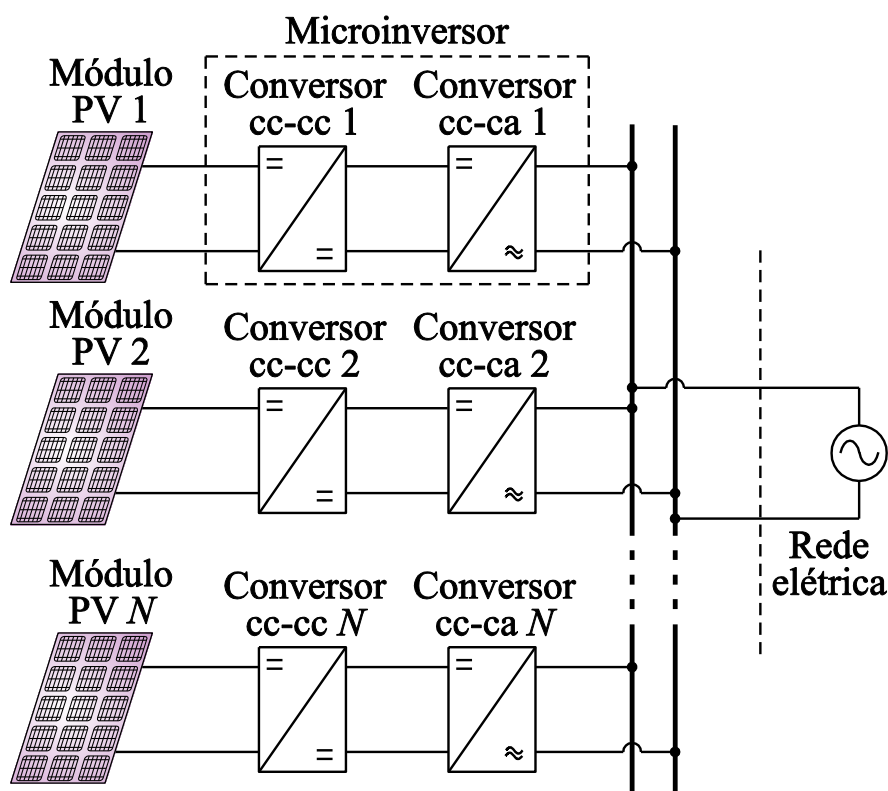 Microinversor
Módulo
PV 1
Conversor
cc-cc 1
Conversor
cc-ca 1
Módulo
PV 2
Conversor
cc-cc 2
Conversor
cc-ca 2
Rede
elétrica
Módulo
PV N
Conversor
cc-cc N
Conversor
cc-ca N